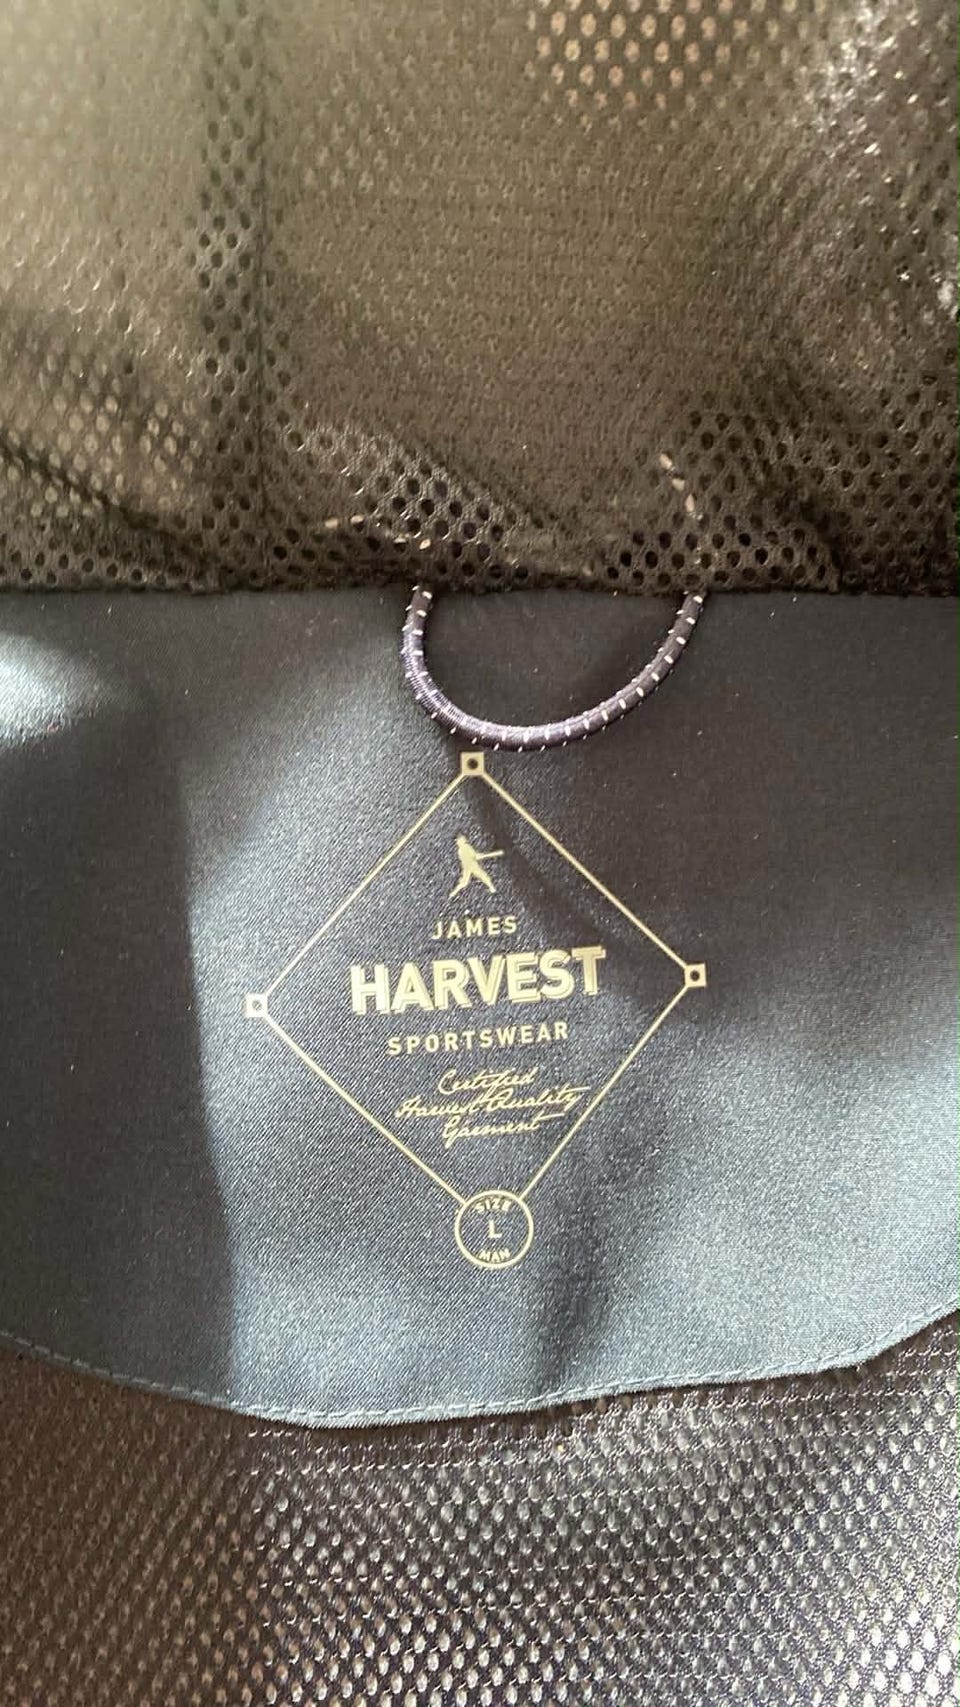 JAMES
HARVEST
SPORTSWEAR
Certified
Harvest Quality
Garment
SIZE
L
MAN